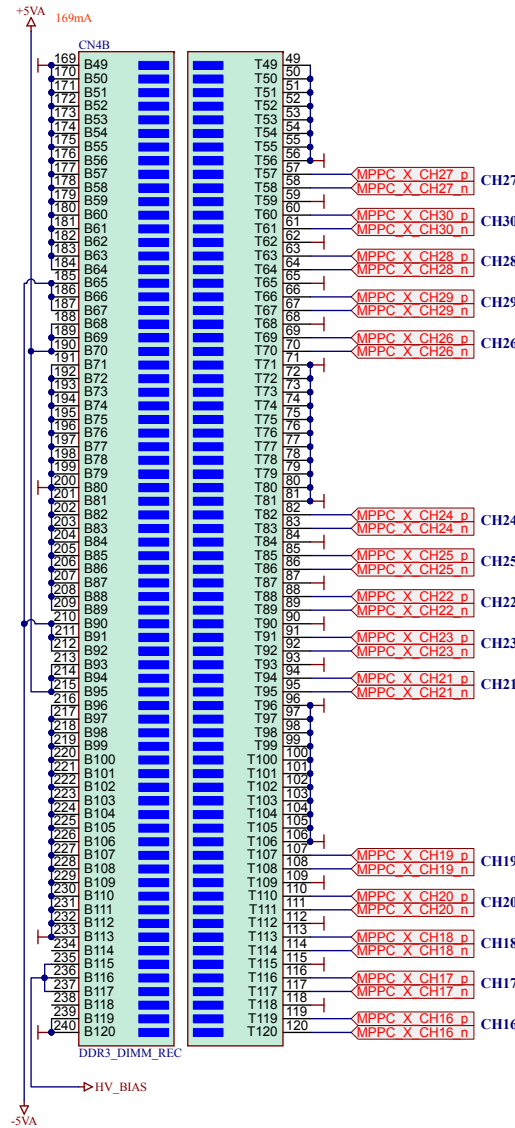 +5VA
169mA
CN4B
169 B49 T49 49
170 B50 T50 50
171 B51 T51 51
172 B52 T52 52
173 B53 T53 53
174 B54 T54 54
175 B55 T55 55
176 B56 T56 56
177 B57 T57 57 MPPC_X_CH27_p CH27
178 B58 T58 58 MPPC_X_CH27_n
179 B59 T59 59
180 B60 T60 60 MPPC_X_CH30_p CH30
181 B61 T61 61 MPPC_X_CH30_n
182 B62 T62 62
183 B63 T63 63 MPPC_X_CH28_p CH28
184 B64 T64 64 MPPC_X_CH28_n
185 B65 T65 65
186 B66 T66 66 MPPC_X_CH29_p CH29
187 B67 T67 67 MPPC_X_CH29_n
188 B68 T68 68
189 B69 T69 69 MPPC_X_CH26_p CH26
190 B70 T70 70 MPPC_X_CH26_n
191 B71 T71 71
192 B72 T72 72
193 B73 T73 73
194 B74 T74 74
195 B75 T75 75
196 B76 T76 76
197 B77 T77 77
198 B78 T78 78
199 B79 T79 79
200 B80 T80 80
201 B81 T81 81
202 B82 T82 82 MPPC_X_CH24_p CH24
203 B83 T83 83 MPPC_X_CH24_n
204 B84 T84 84
205 B85 T85 85 MPPC_X_CH25_p CH25
206 B86 T86 86 MPPC_X_CH25_n
207 B87 T87 87
208 B88 T88 88 MPPC_X_CH22_p CH22
209 B89 T89 89 MPPC_X_CH22_n
210 B90 T90 90
211 B91 T91 91 MPPC_X_CH23_p CH23
212 B92 T92 92 MPPC_X_CH23_n
213 B93 T93 93
214 B94 T94 94 MPPC_X_CH21_p CH21
215 B95 T95 95 MPPC_X_CH21_n
216 B96 T96 96
217 B97 T97 97
218 B98 T98 98
219 B99 T99 99
220 B100 T100 100
221 B101 T101 101
222 B102 T102 102
223 B103 T103 103
224 B104 T104 104
225 B105 T105 105
226 B106 T106 106
227 B107 T107 107 MPPC_X_CH19_p CH19
228 B108 T108 108 MPPC_X_CH19_n
229 B109 T109 109
230 B110 T110 110 MPPC_X_CH20_p CH20
231 B111 T111 111 MPPC_X_CH20_n
232 B112 T112 112
233 B113 T113 113 MPPC_X_CH18_p CH18
234 B114 T114 114 MPPC_X_CH18_n
235 B115 T115 115
236 B116 T116 116 MPPC_X_CH17_p CH17
237 B117 T117 117 MPPC_X_CH17_n
238 B118 T118 118
239 B119 T119 119 MPPC_X_CH16_p CH16
240 B120 T120 120 MPPC_X_CH16_n
DDR3_DIMM_REC
HV_BIAS
-5VA